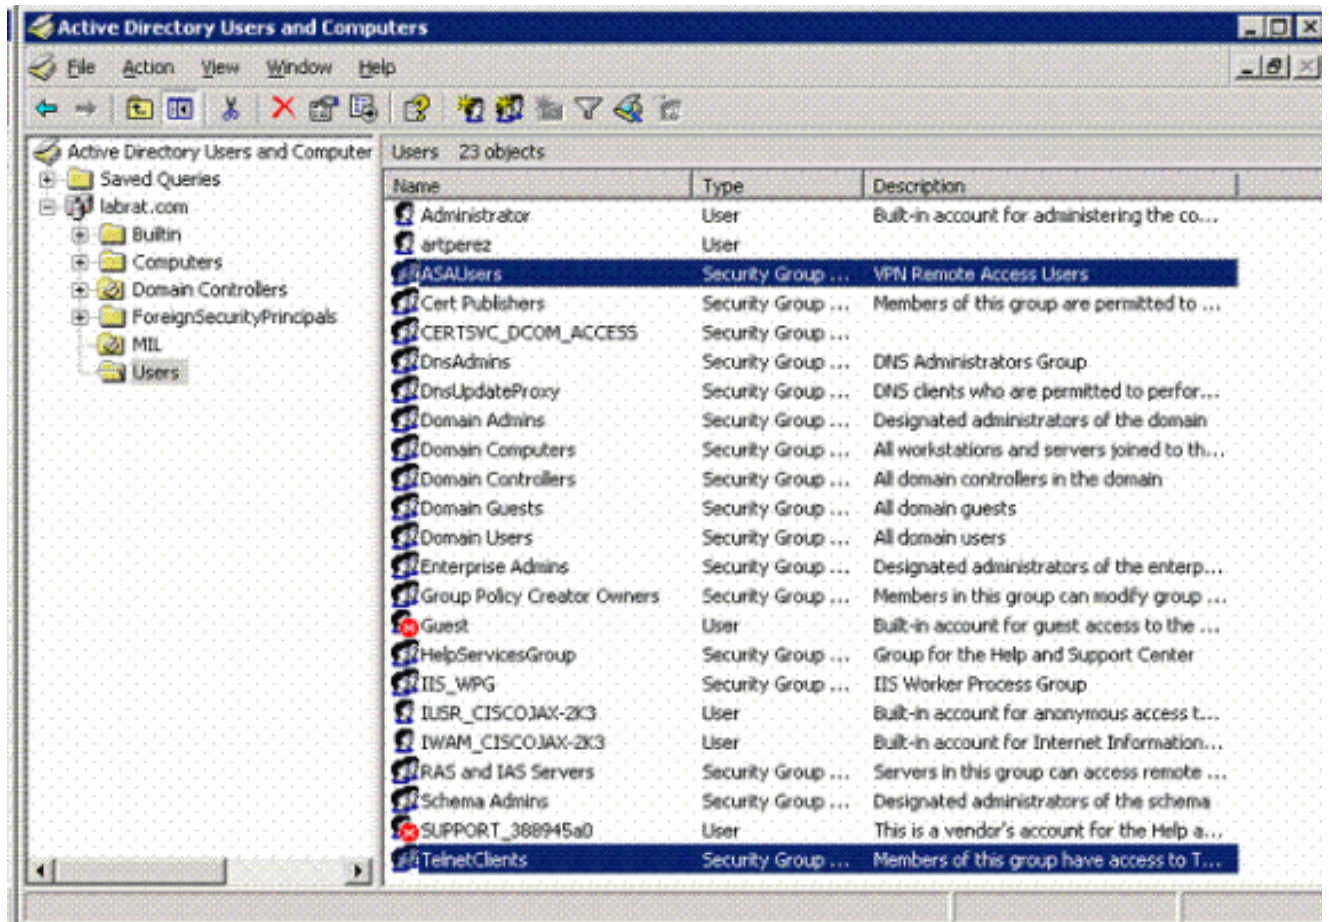 Active Directory Users and Computers
File Action View Window Help
Active Directory Users and Computer
Saved Queries
labrat.com
Builtin
Computers
Domain Controllers
ForeignSecurityPrincipals
MIL
Users
Users 23 objects
Name Type Description
Administrator User Built-in account for administering the co...
artperez User
ASAUsers Security Group ... VPN Remote Access Users
Cert Publishers Security Group ... Members of this group are permitted to ...
CERTSVC_DCOM_ACCESS Security Group ...
DnsAdmins Security Group ... DNS Administrators Group
DnsUpdateProxy Security Group ... DNS clients who are permitted to perfor...
Domain Admins Security Group ... Designated administrators of the domain
Domain Computers Security Group ... All workstations and servers joined to th...
Domain Controllers Security Group ... All domain controllers in the domain
Domain Guests Security Group ... All domain guests
Domain Users Security Group ... All domain users
Enterprise Admins Security Group ... Designated administrators of the enterp...
Group Policy Creator Owners Security Group ... Members in this group can modify group ...
Guest User Built-in account for guest access to the ...
HelpServicesGroup Security Group ... Group for the Help and Support Center
IIS_WPG Security Group ... IIS Worker Process Group
IUSR_CISCOJAX-2K3 User Built-in account for anonymous access t...
IWAM_CISCOJAX-2K3 User Built-in account for Internet Information...
RAS and IAS Servers Security Group ... Servers in this group can access remote ...
Schema Admins Security Group ... Designated administrators of the schema
SUPPORT_388945a0 User This is a vendor's account for the Help a...
TelnetClients Security Group ... Members of this group have access to T...